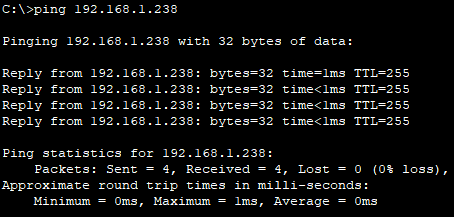 C:\>ping 192.168.1.238
Pinging 192.168.1.238 with 32 bytes of data:
Reply from 192.168.1.238: bytes=32 time=1ms TTL=255
Reply from 192.168.1.238: bytes=32 time<1ms TTL=255
Reply from 192.168.1.238: bytes=32 time<1ms TTL=255
Reply from 192.168.1.238: bytes=32 time<1ms TTL=255
Ping statistics for 192.168.1.238:
    Packets: Sent = 4, Received = 4, Lost = 0 (0% loss),
Approximate round trip times in milli-seconds:
    Minimum = 0ms, Maximum = 1ms, Average = 0ms